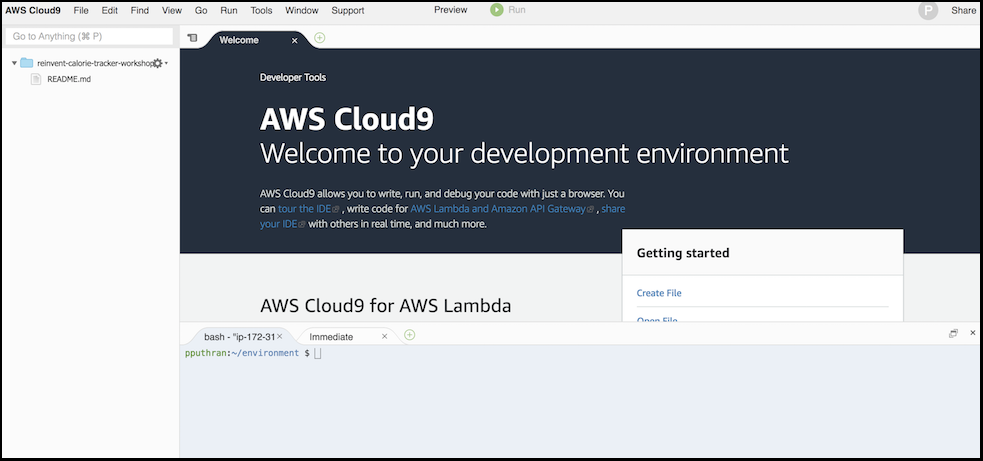 AWS Cloud9 File Edit Find View Go Run Tools Window Support Preview Run P Share
Go to Anything (⌘ P)
reinvent-calorie-tracker-workshop
README.md
Welcome
Developer Tools
AWS Cloud9
Welcome to your development environment
AWS Cloud9 allows you to write, run, and debug your code with just a browser. You
can tour the IDE , write code for AWS Lambda and Amazon API Gateway , share
your IDE with others in real time, and much more.
Getting started
Create File
Open File
AWS Cloud9 for AWS Lambda
bash - "ip-172-31 Immediate
pputhran:~/environment $